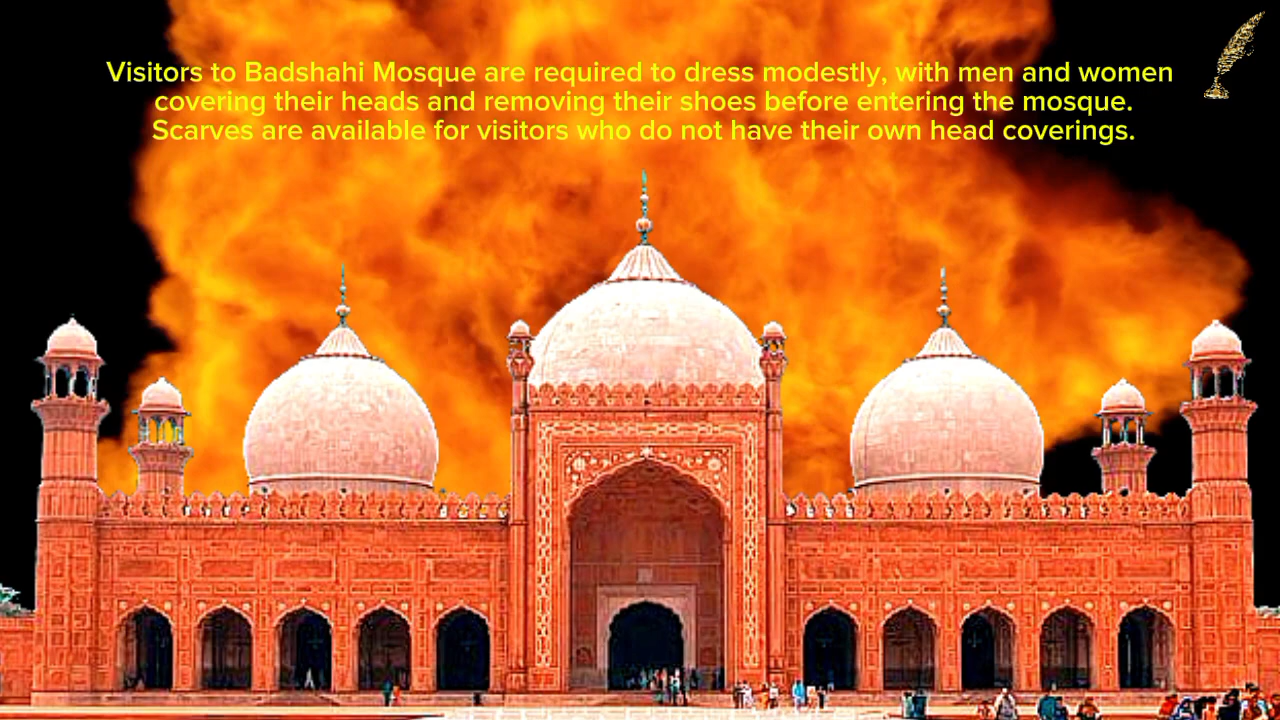 Visitors to Badshahi Mosque are required to dress modestly, with men and women
covering their heads and removing their shoes before entering the mosque.
Scarves are available for visitors who do not have their own head coverings.